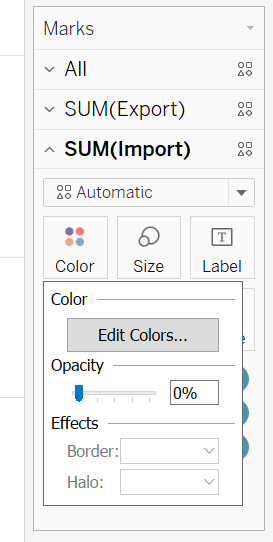 Marks
All
SUM(Export)
SUM(Import)
Automatic
Color Size Label
Color
Edit Colors...
Opacity
0%
Effects
Border:
Halo: